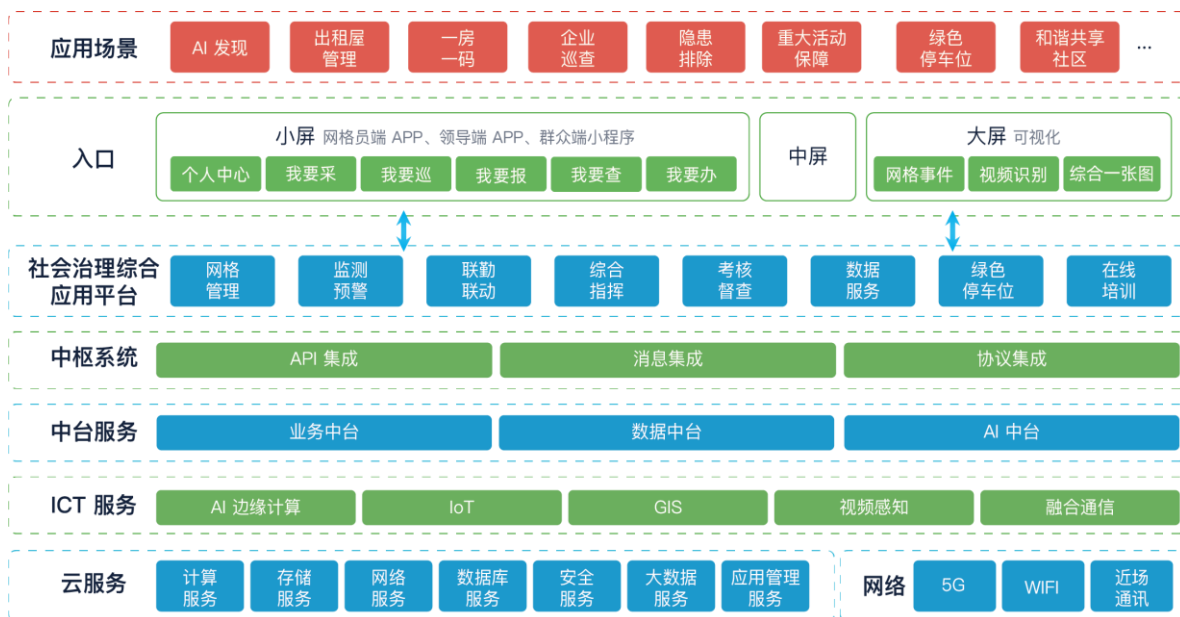 应用场景
AI 发现
出租屋
管理
一房
一码
企业
巡查
隐患
排除
重大活动
保障
绿色
停车位
和谐共享
社区
...
入口
小屏 网格员端 APP、领导端 APP、群众端小程序
个人中心
我要采
我要巡
我要报
我要查
我要办
中屏
大屏 可视化
网格事件
视频识别
综合一张图
社会治理综合
应用平台
网格
管理
监测
预警
联勤
联动
综合
指挥
考核
督查
数据
服务
绿色
停车位
在线
培训
中枢系统
API 集成
消息集成
协议集成
中台服务
业务中台
数据中台
AI 中台
ICT 服务
AI 边缘计算
IoT
GIS
视频感知
融合通信
云服务
计算
服务
存储
服务
网络
服务
数据库
服务
安全
服务
大数据
服务
应用管理
服务
网络
5G
WIFI
近场
通讯